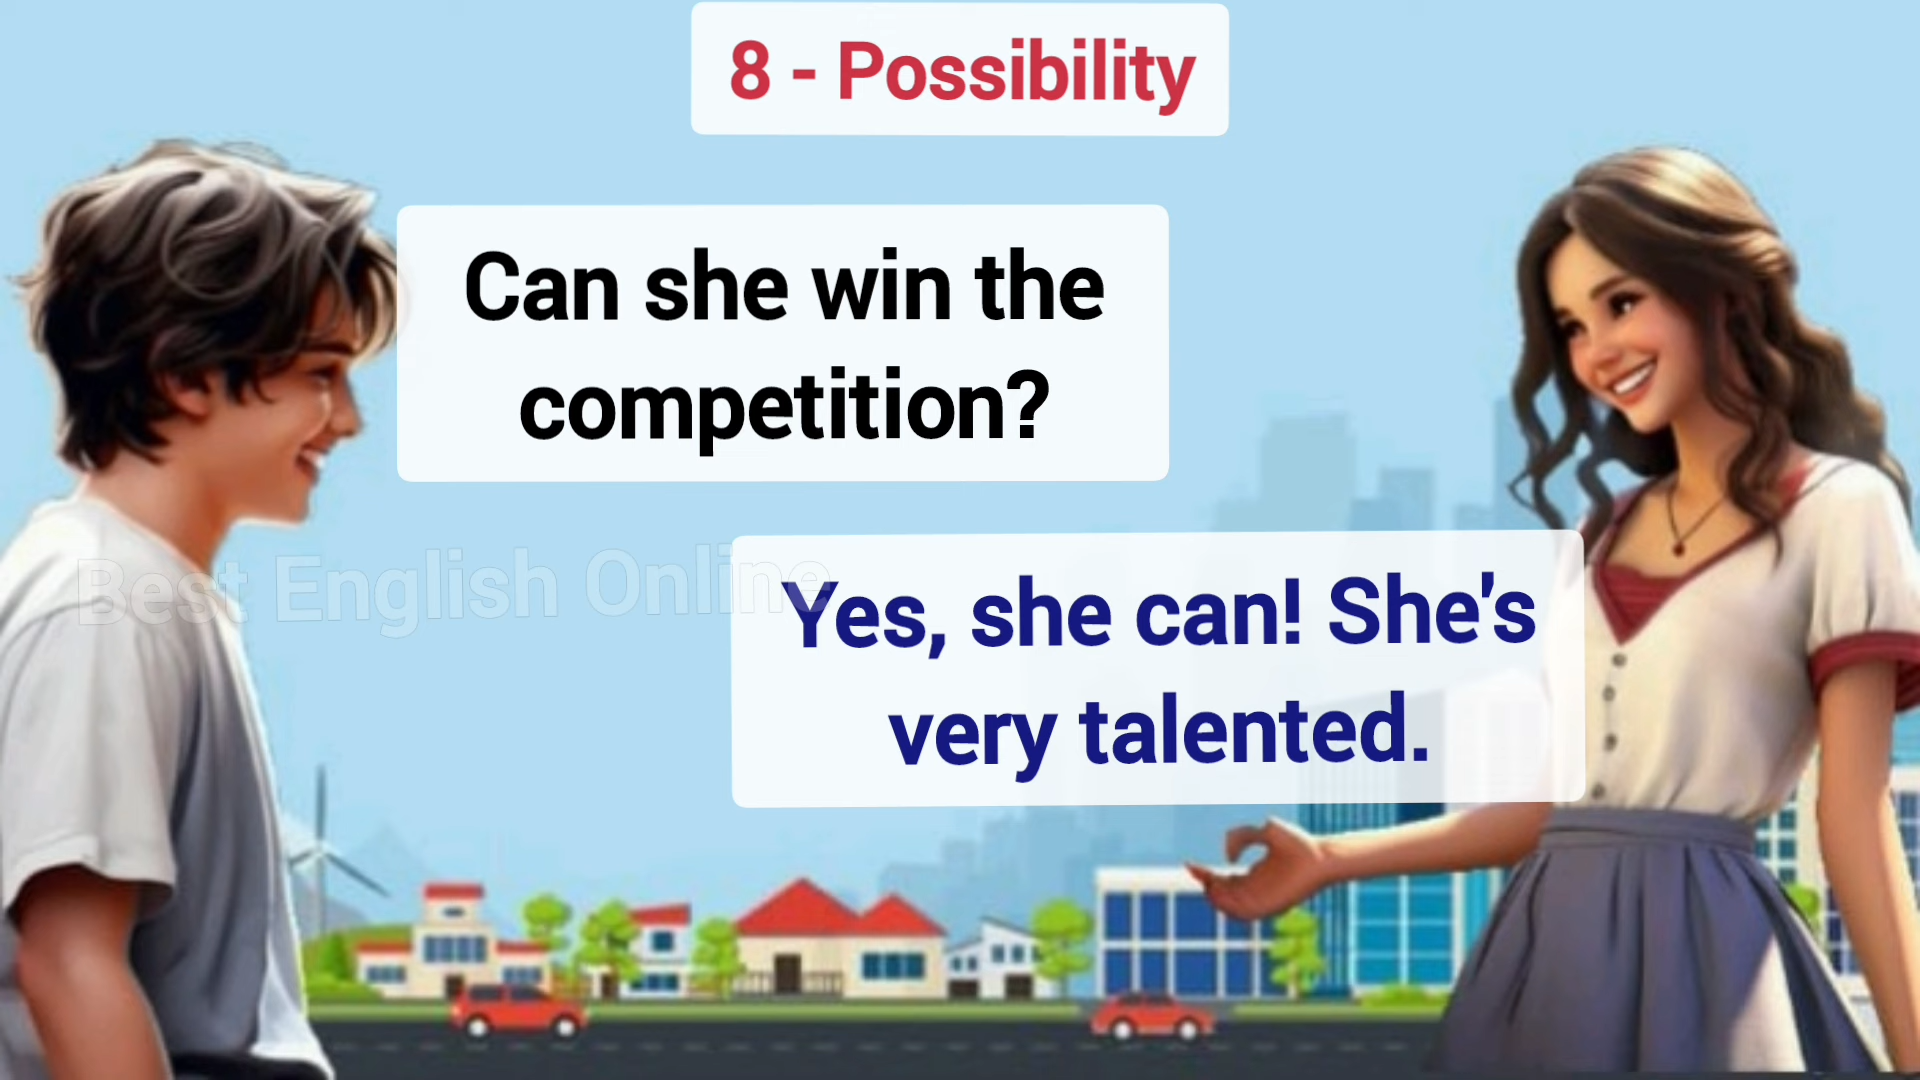 8 - Possibility
Can she win the
competition?
Best English Online
Yes, she can! She's
very talented.